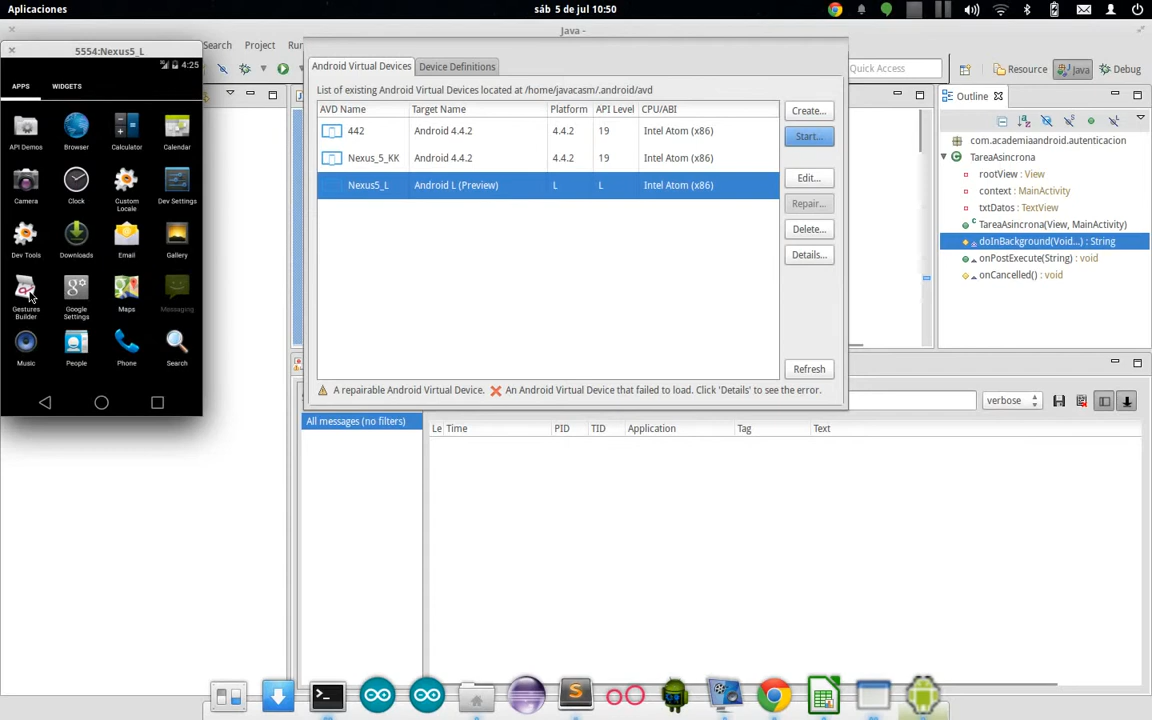 Aplicaciones
sáb 5 de jul 10:50
5554:Nexus5_L
Search Project Ru
Java -
3G 4:25
APPS WIDGETS
API Demos Browser Calculator Calendar
Camera Clock Custom Locale Dev Settings
Dev Tools Downloads Email Gallery
Gestures Builder Google Settings Maps Messaging
Music People Phone Search
Android Virtual Devices Device Definitions
List of existing Android Virtual Devices located at /home/javacasm/.android/avd
AVD Name Target Name Platform API Level CPU/ABI
442 Android 4.4.2 4.4.2 19 Intel Atom (x86)
Nexus_5_KK Android 4.4.2 4.4.2 19 Intel Atom (x86)
Nexus5_L Android L (Preview) L L Intel Atom (x86)
Create...
Start...
Edit...
Repair...
Delete...
Details...
Refresh
A repairable Android Virtual Device. An Android Virtual Device that failed to load. Click 'Details' to see the error.
Quick Access
Resource Java Debug
Outline
com.academiaandroid.autenticacion
TareaAsincrona
rootView : View
context : MainActivity
txtDatos : TextView
TareaAsincrona(View, MainActivity)
doInBackground(Void...) : String
onPostExecute(String) : void
onCancelled() : void
verbose
All messages (no filters)
Le Time PID TID Application Tag Text